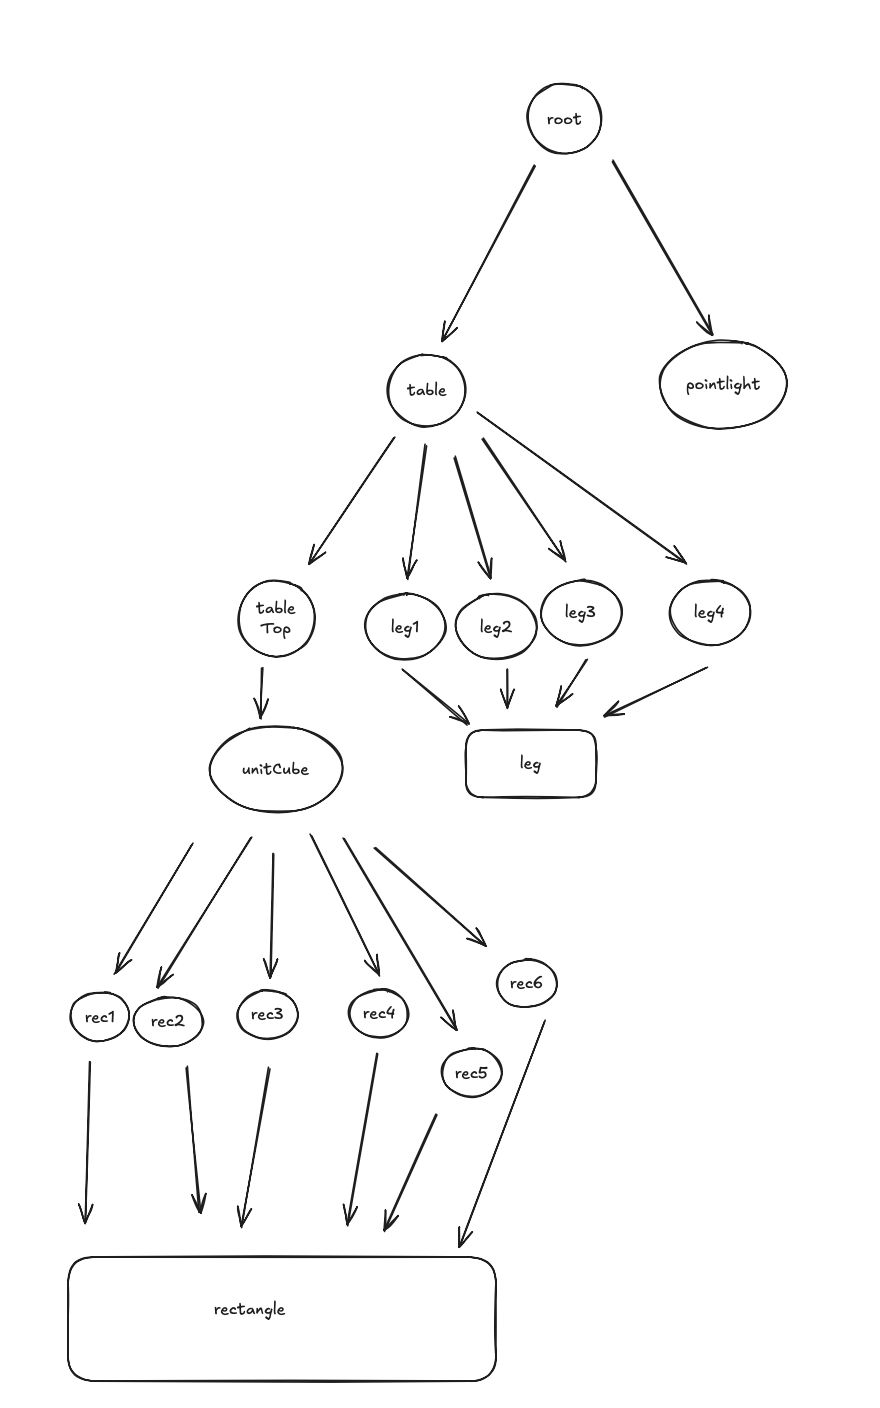 root
table
pointlight
table
Top
leg1
leg2
leg3
leg4
unitCube
leg
rec1
rec2
rec3
rec4
rec5
rec6
rectangle